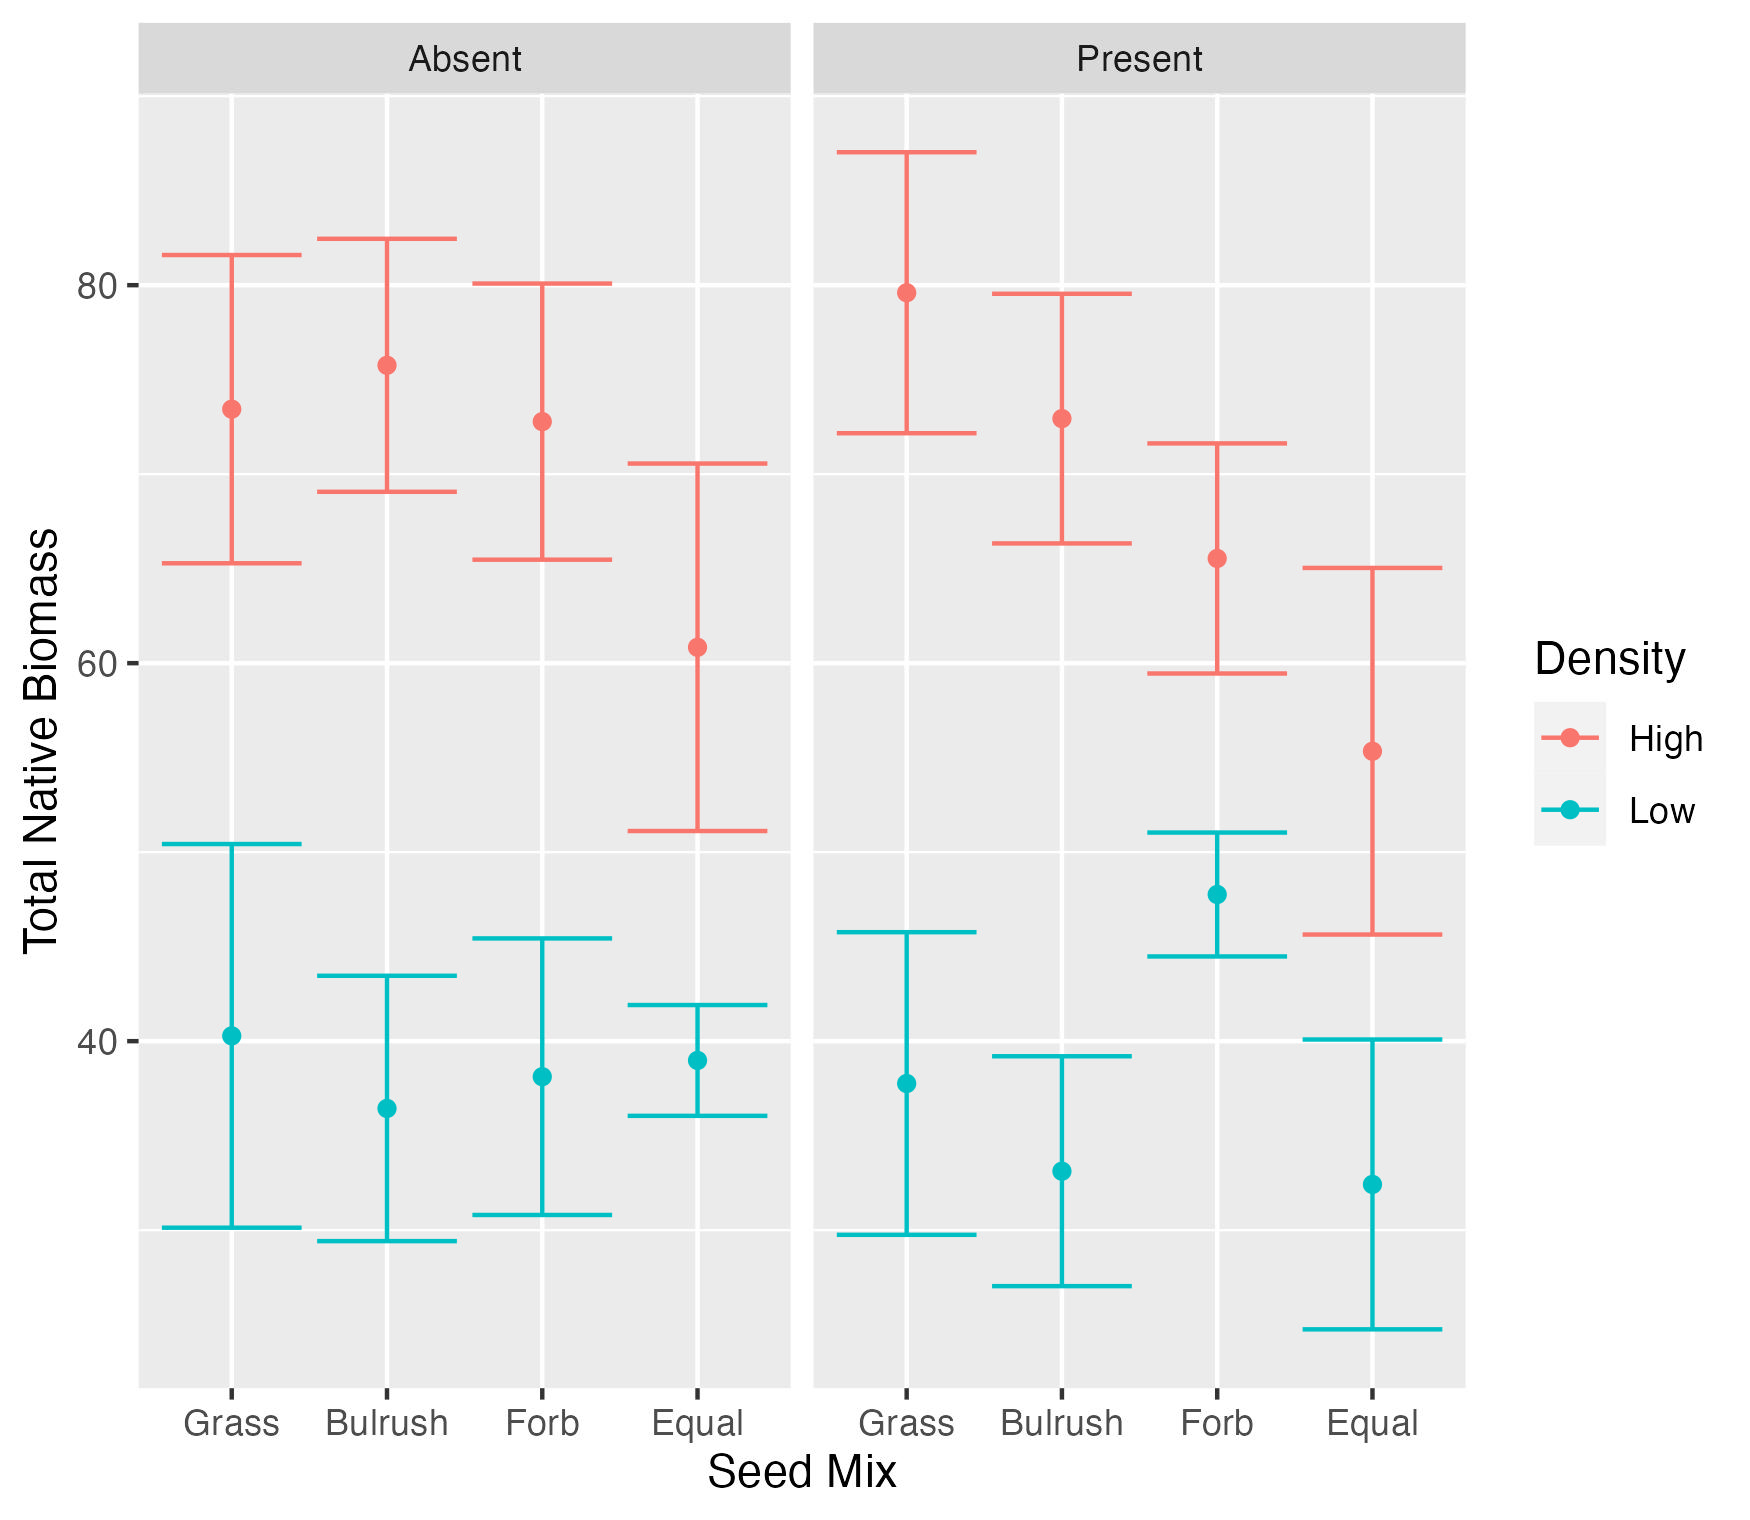 Absent
Present
80
60
40
Total Native Biomass
Grass
Bulrush
Forb
Equal
Grass
Bulrush
Forb
Equal
Seed Mix
Density
High
Low